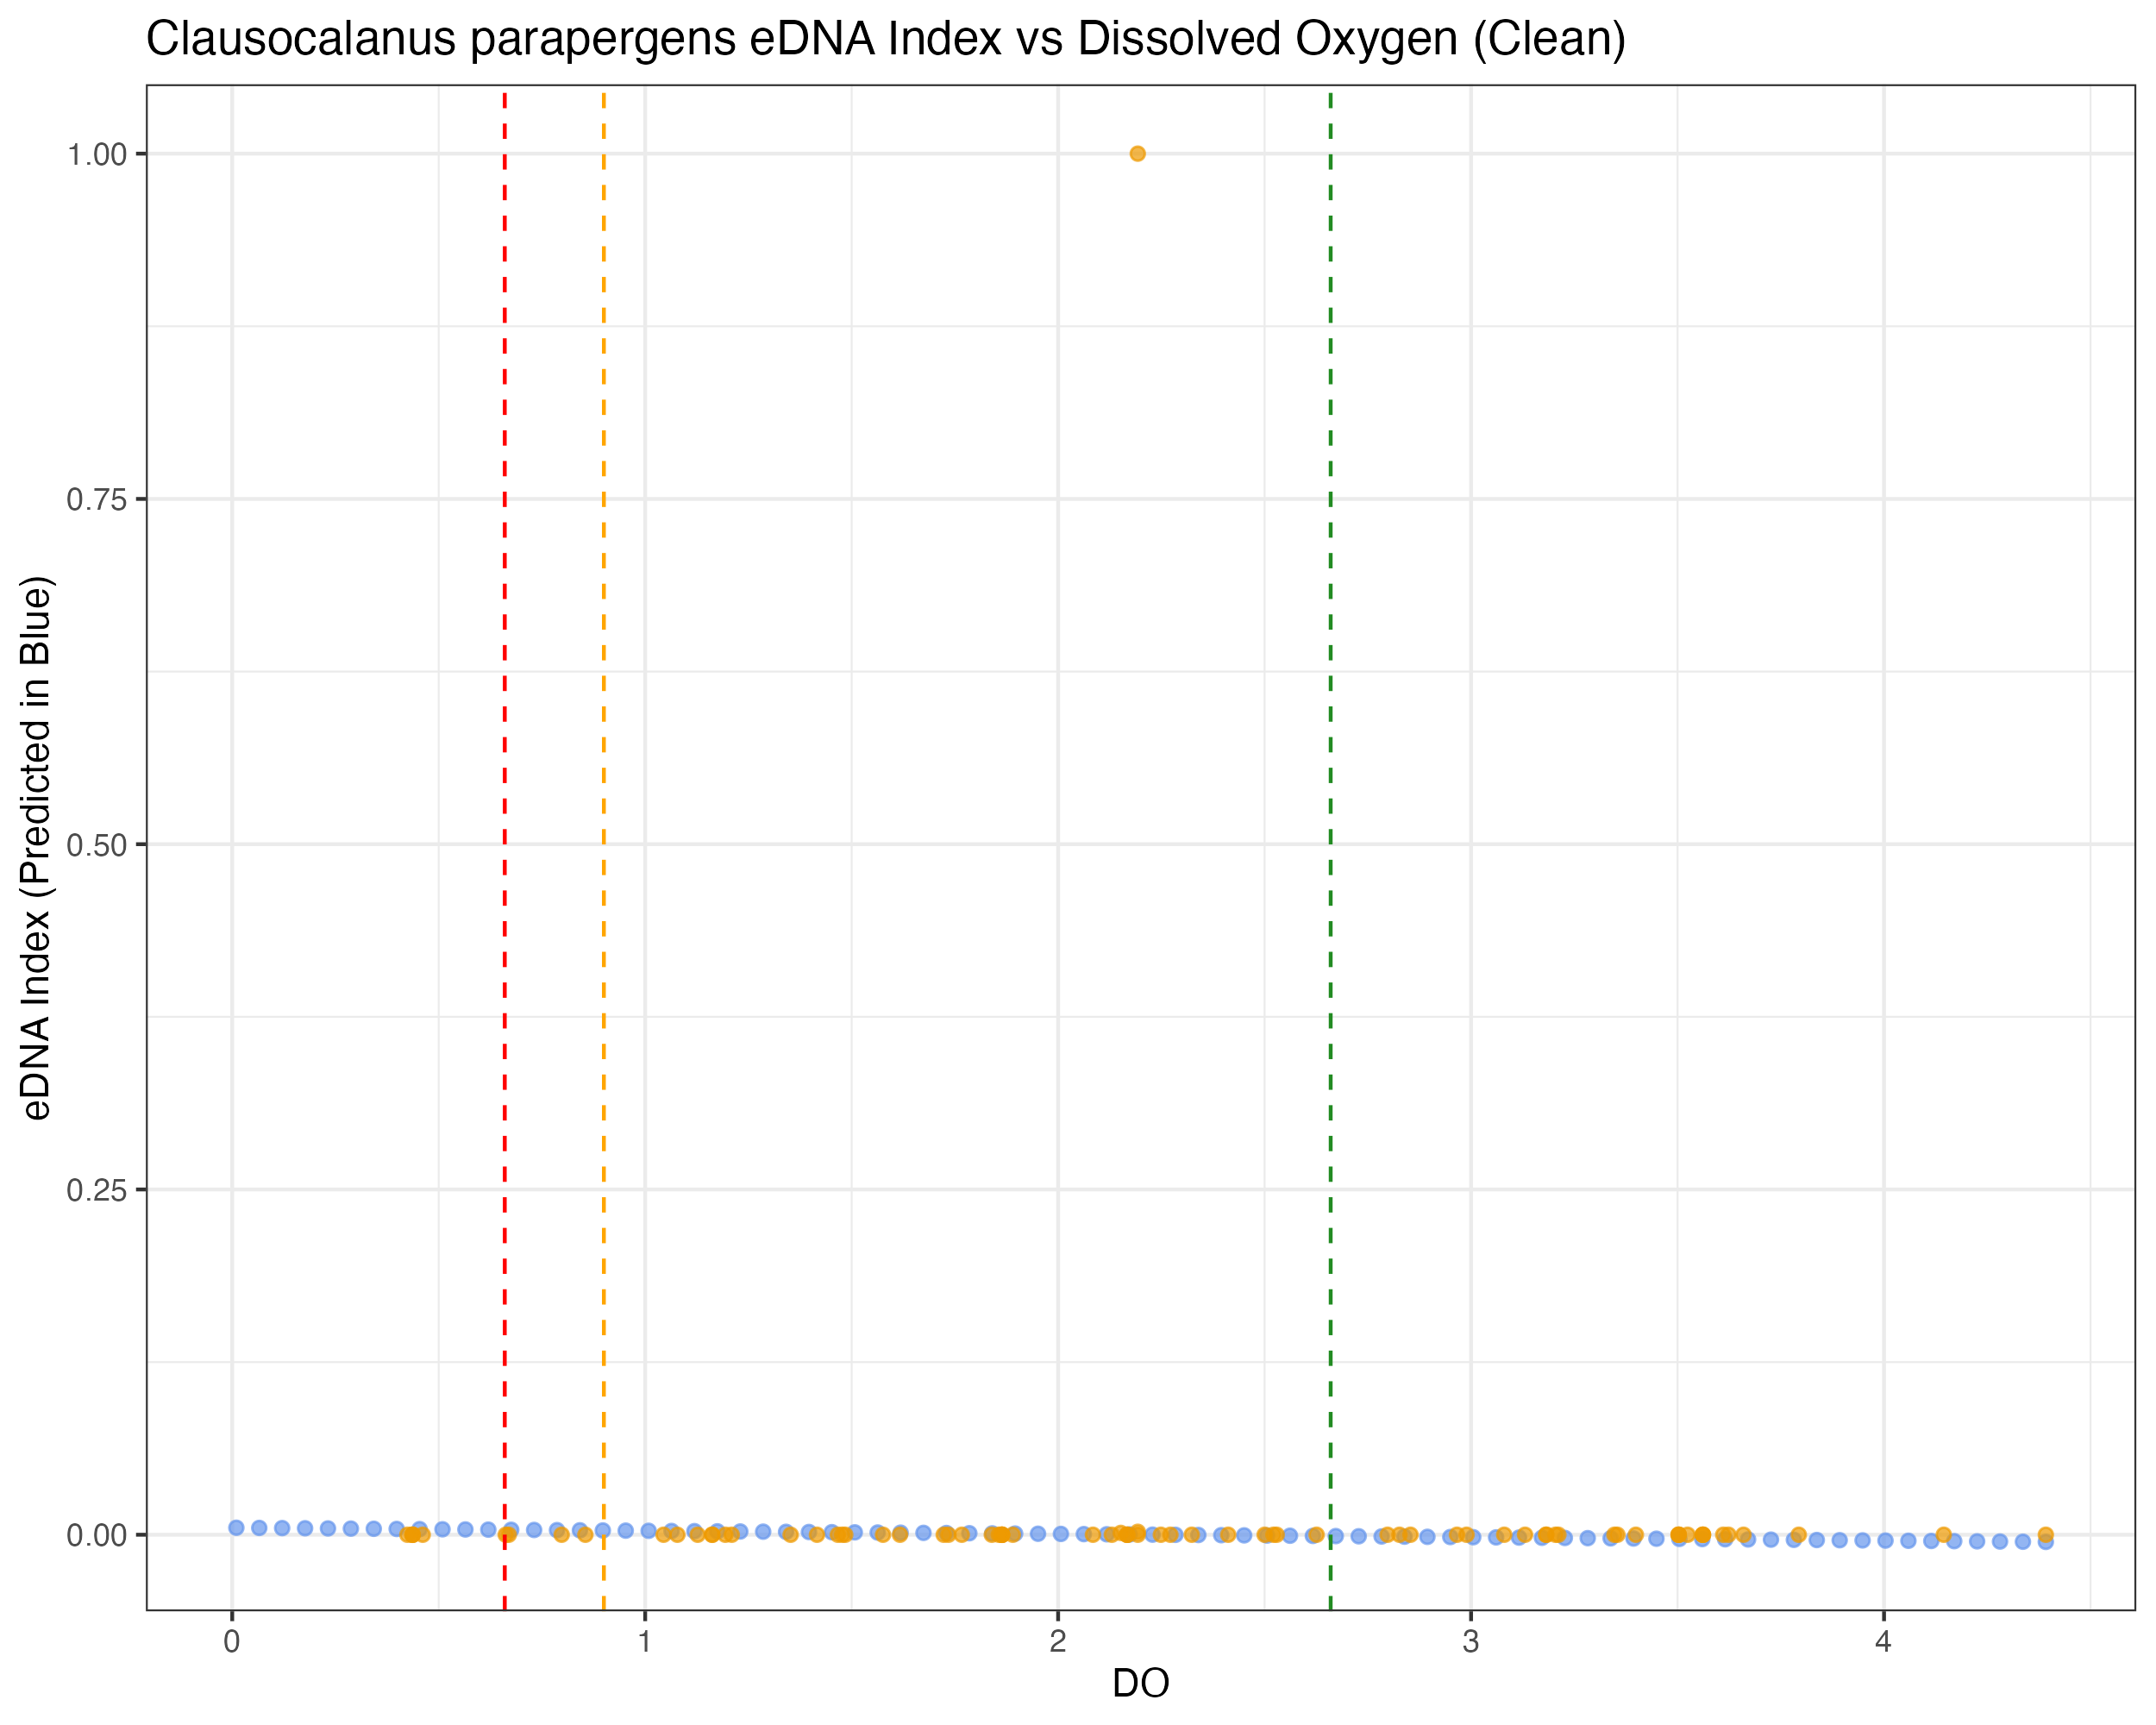 Clausocalanus parapergens eDNA Index vs Dissolved Oxygen (Clean)
eDNA Index (Predicted in Blue)
1.00
0.75
0.50
0.25
0.00
0 1 2 3 4
DO